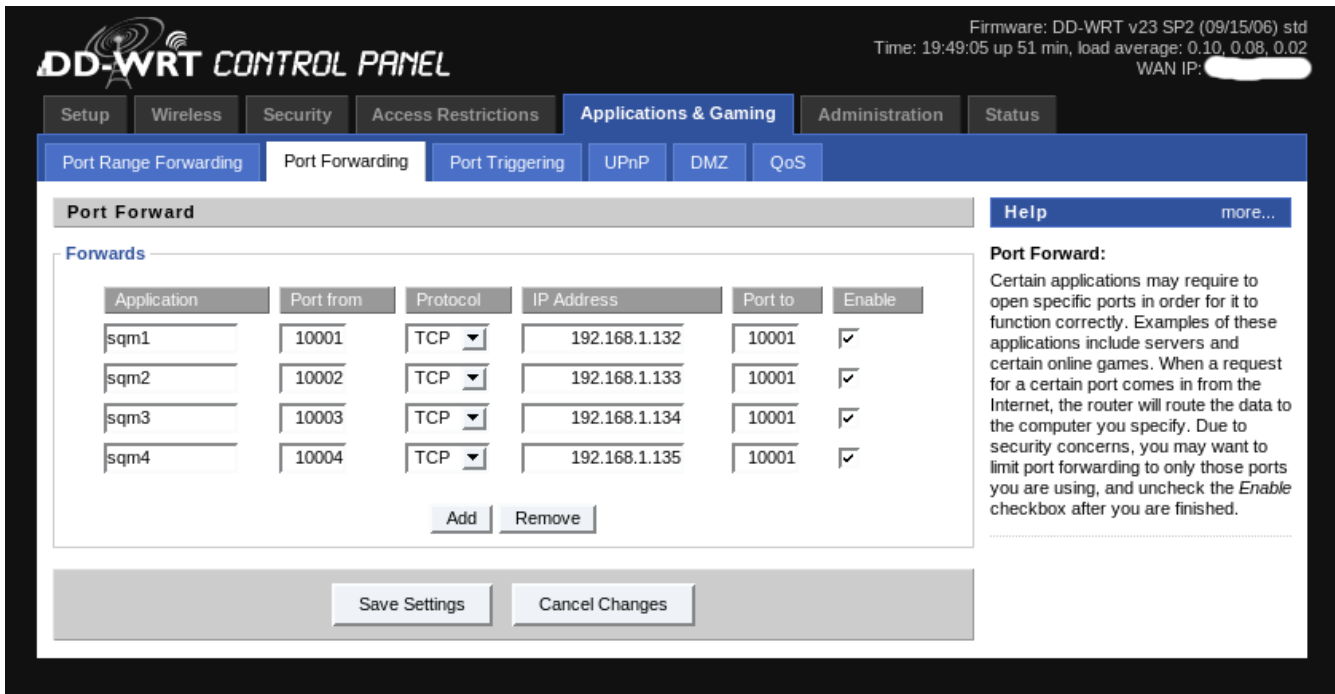 Firmware: DD-WRT v23 SP2 (09/15/06) std
Time: 19:49:05 up 51 min, load average: 0.10, 0.08, 0.02
WAN IP:
DD-WRT CONTROL PANEL
Setup Wireless Security Access Restrictions Applications & Gaming Administration Status
Port Range Forwarding Port Forwarding Port Triggering UPnP DMZ QoS
Port Forward
Forwards
Application Port from Protocol IP Address Port to Enable
sqm1 10001 TCP 192.168.1.132 10001
sqm2 10002 TCP 192.168.1.133 10001
sqm3 10003 TCP 192.168.1.134 10001
sqm4 10004 TCP 192.168.1.135 10001
Add Remove
Save Settings Cancel Changes
Help more...
Port Forward:
Certain applications may require to
open specific ports in order for it to
function correctly. Examples of these
applications include servers and
certain online games. When a request
for a certain port comes in from the
Internet, the router will route the data to
the computer you specify. Due to
security concerns, you may want to
limit port forwarding to only those ports
you are using, and uncheck the Enable
checkbox after you are finished.